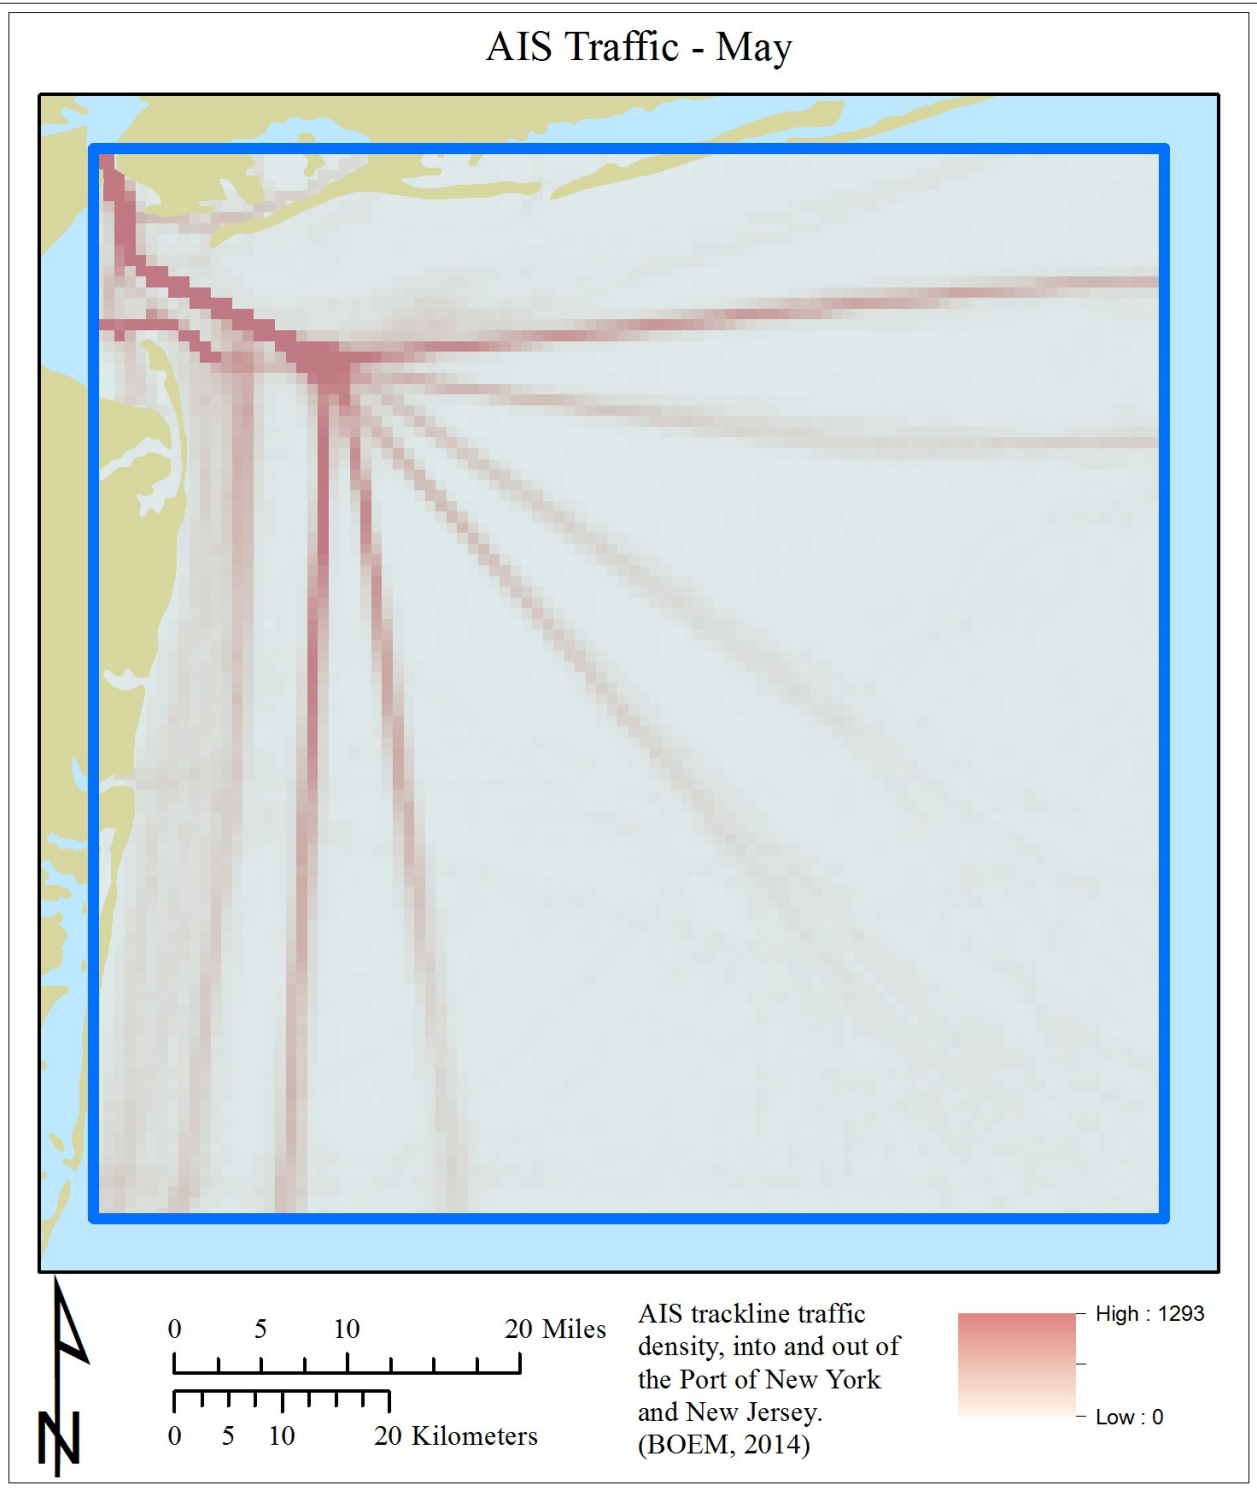 AIS Traffic - May
0 5 10 20 Miles
0 5 10 20 Kilometers
N
AIS trackline traffic
density, into and out of
the Port of New York
and New Jersey.
(BOEM, 2014)
High : 1293
Low : 0